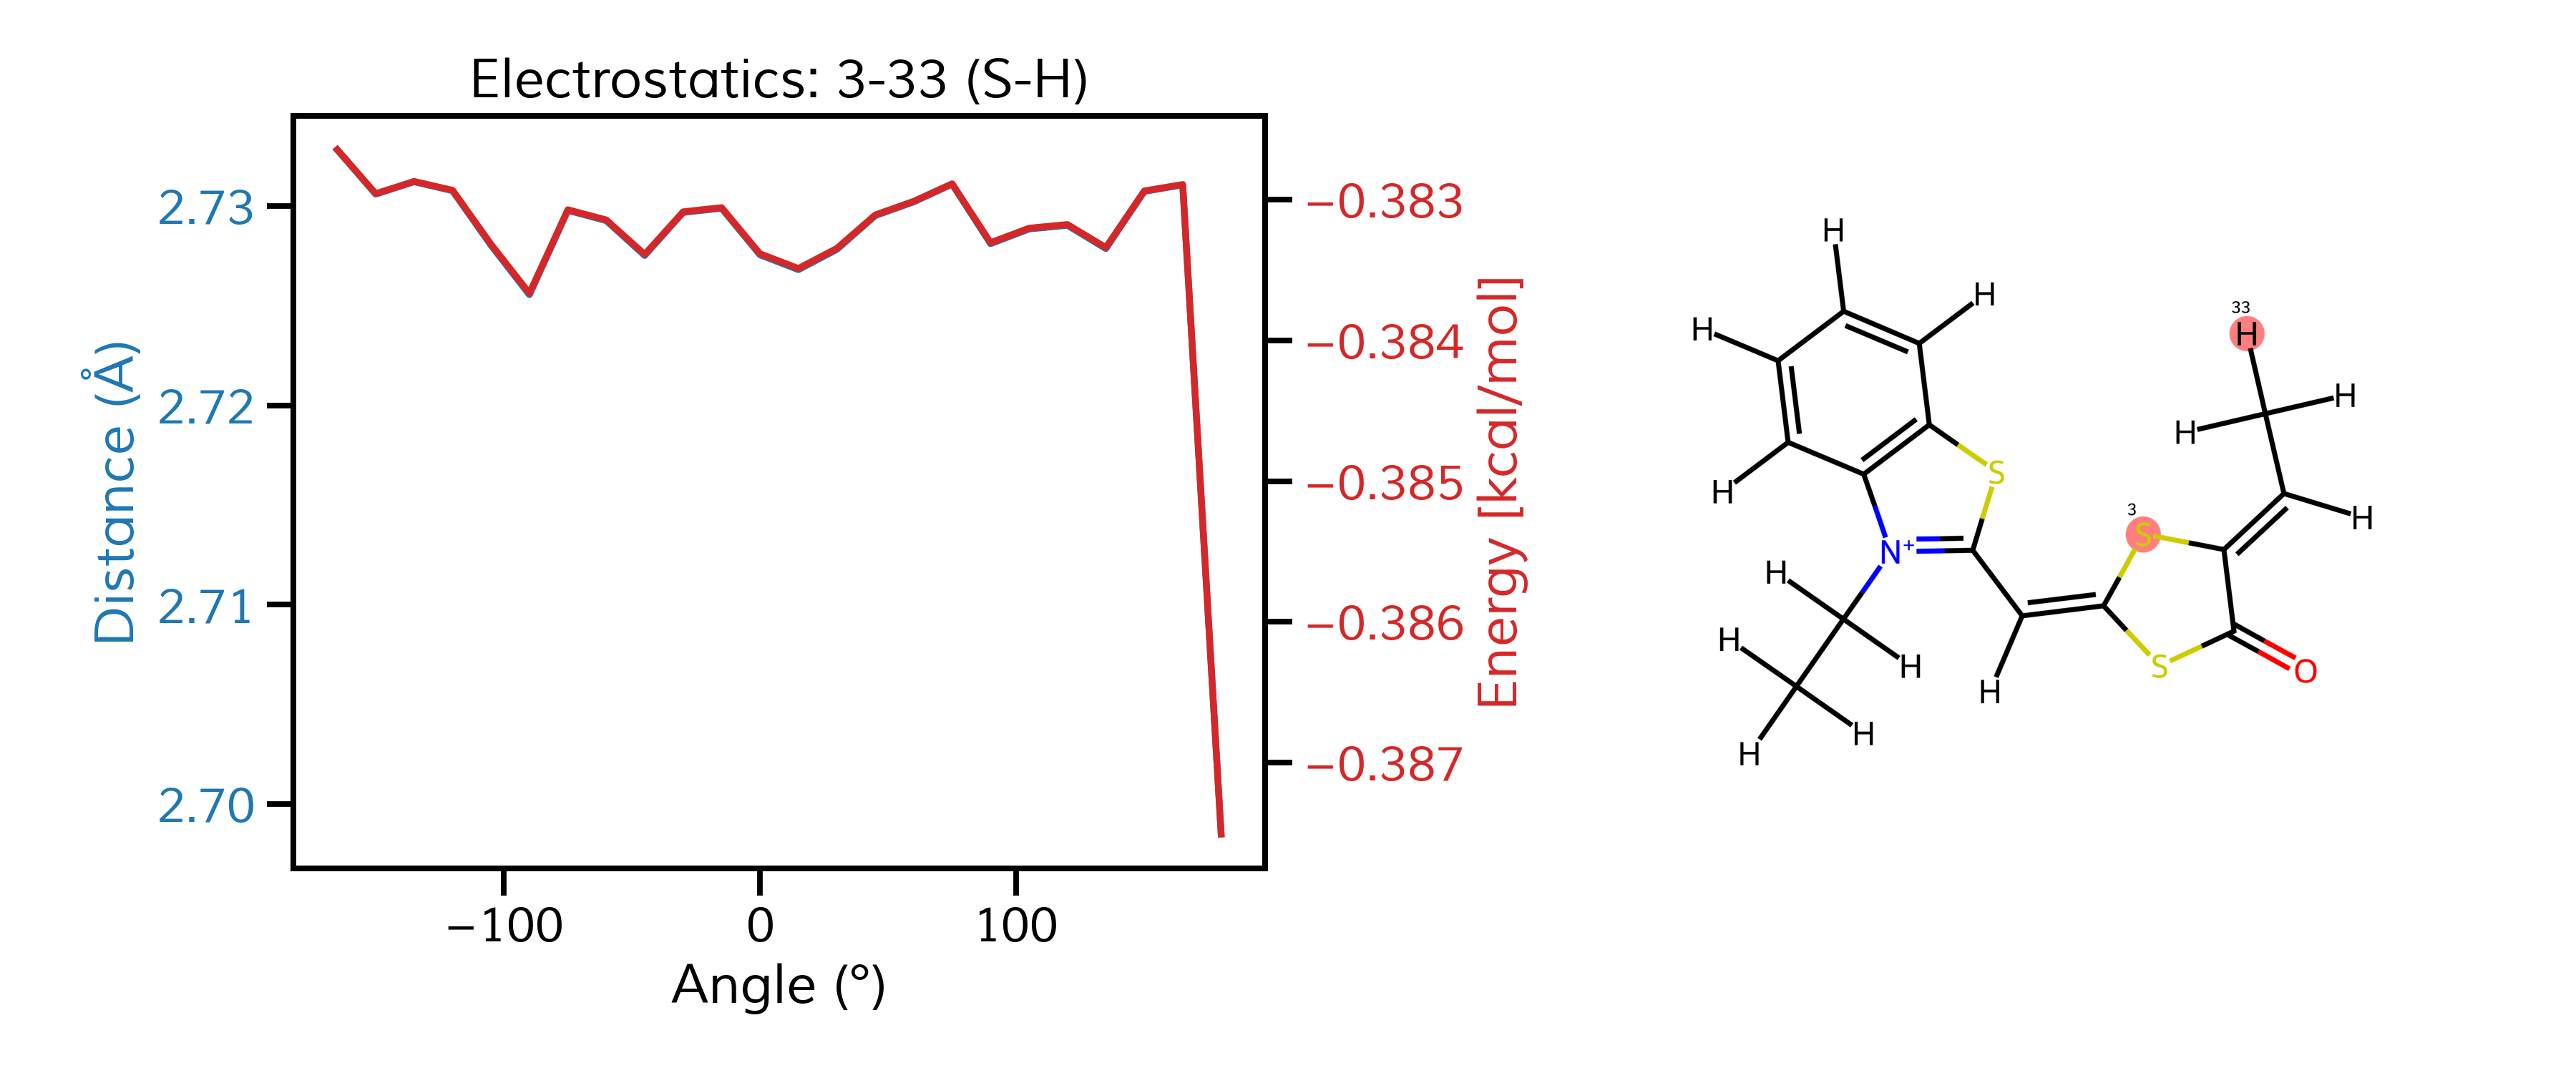 Electrostatics: 3-33 (S-H)
Distance (Å)
2.73
2.72
2.71
2.70
−0.383
−0.384
−0.385
−0.386
−0.387
Energy [kcal/mol]
−100
0
100
Angle (°)
H
H
H
33
H
H
H
H
S
H
3
S
N+
H
H
H
H
S
O
H
H
H